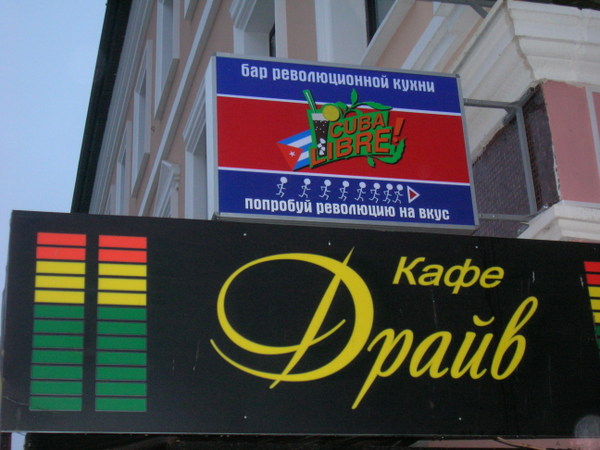 бар революционной кухни
CUBA
LIBRE!
попробуй революцию на вкус
Кафе
Драйв